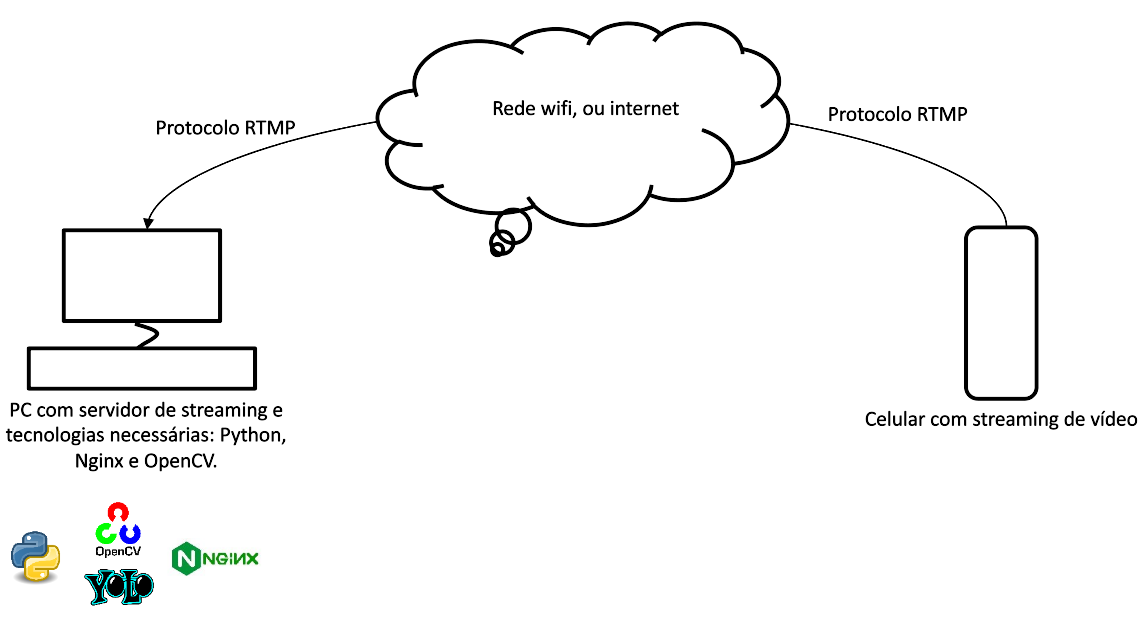 Rede wifi, ou internet
Protocolo RTMP
Protocolo RTMP
PC com servidor de streaming e
tecnologias necessárias: Python,
Nginx e OpenCV.
Celular com streaming de vídeo
OpenCV
YOLO
N NGiNX